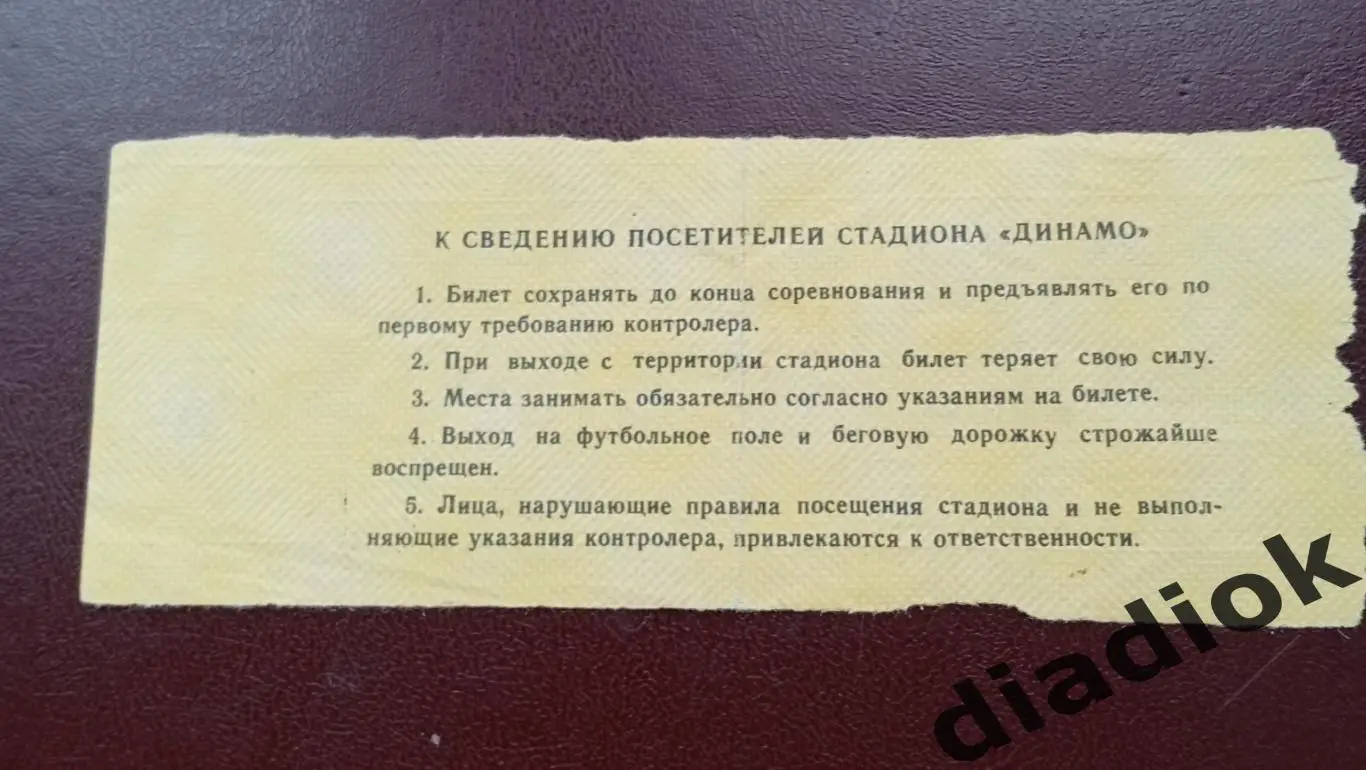 К СВЕДЕНИЮ ПОСЕТИТЕЛЕЙ СТАДИОНА «ДИНАМО»
1. Билет сохранять до конца соревнования и предъявлять его по
первому требованию контролера.
2. При выходе с территории стадиона билет теряет свою силу.
3. Места занимать обязательно согласно указаниям на билете.
4. Выход на футбольное поле и беговую дорожку строжайше
воспрещен.
5. Лица, нарушающие правила посещения стадиона и не выпол-
няющие указания контролера, привлекаются к ответственности.
diadiok